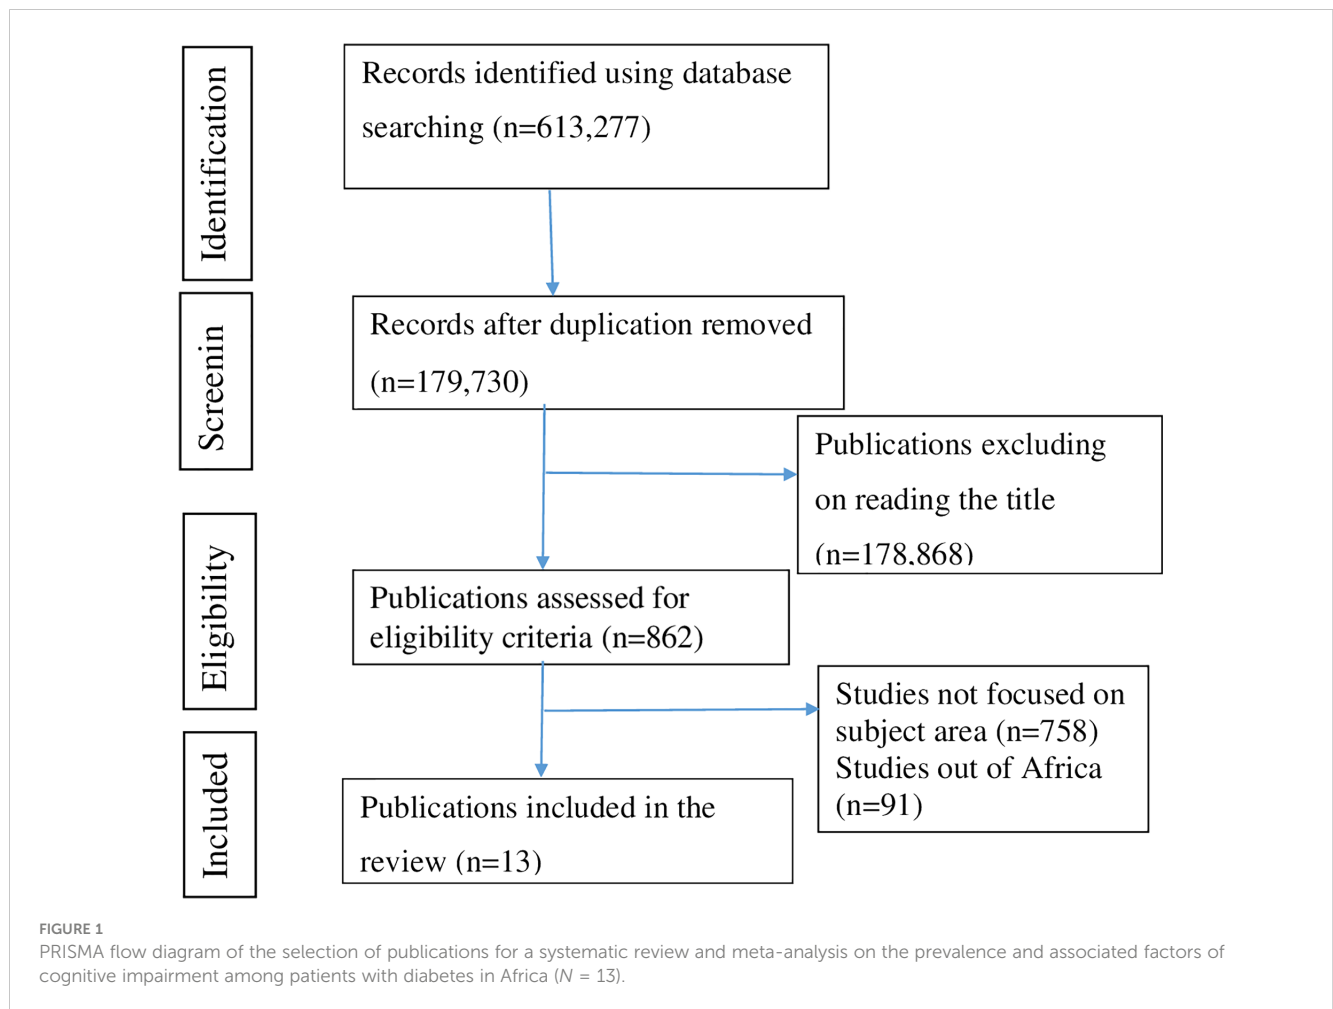 Identification
Records identified using database
searching (n=613,277)
Screenin
Records after duplication removed
(n=179,730)
Publications excluding
on reading the title
(n=178,868)
Eligibility
Publications assessed for
eligibility criteria (n=862)
Studies not focused on
subject area (n=758)
Studies out of Africa
(n=91)
Included
Publications included in the
review (n=13)
FIGURE 1
PRISMA flow diagram of the selection of publications for a systematic review and meta-analysis on the prevalence and associated factors of
cognitive impairment among patients with diabetes in Africa (N = 13).